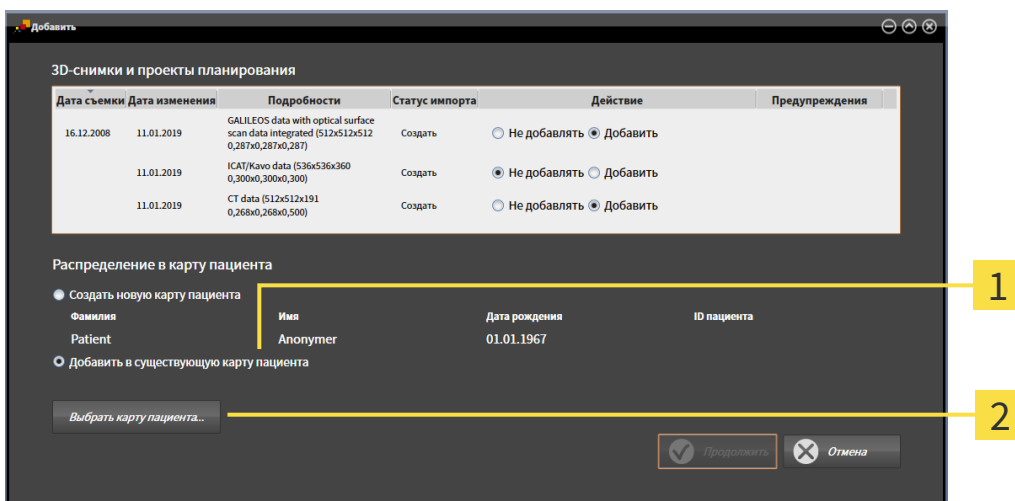 Добавить
3D-снимки и проекты планирования
Дата съемки Дата изменения Подробности Статус импорта Действие Предупреждения
16.12.2008 11.01.2019 GALILEOS data with optical surface scan data integrated (512x512x512 0,287x0,287x0,287) Создать Не добавлять Добавить
11.01.2019 ICAT/Kavo data (536x536x360 0,300x0,300x0,300) Создать Не добавлять Добавить
11.01.2019 CT data (512x512x191 0,268x0,268x0,500) Создать Не добавлять Добавить
Распределение в карту пациента
Создать новую карту пациента
1
Фамилия Имя Дата рождения ID пациента
Patient Anonymer 01.01.1967
Добавить в существующую карту пациента
Выбрать карту пациента...
2
Продолжить Отмена